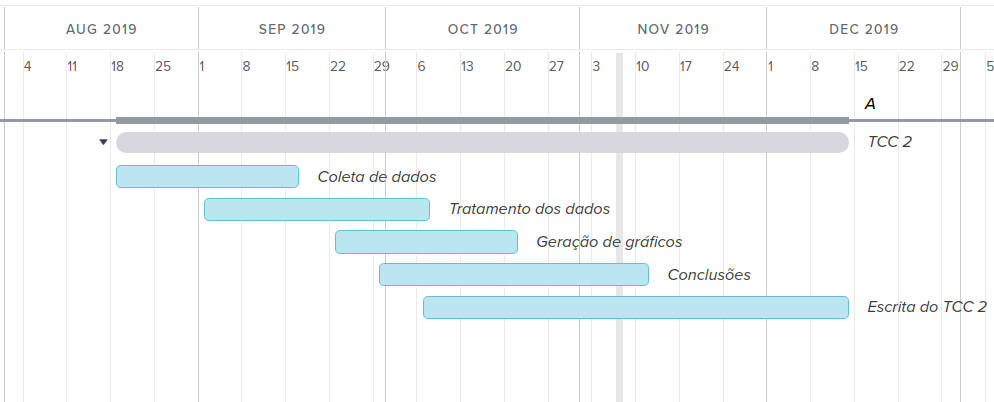 AUG 2019 SEP 2019 OCT 2019 NOV 2019 DEC 2019
4 11 18 25 1 8 15 22 29 6 13 20 27 3 10 17 24 1 8 15 22 29 5
A
TCC 2
Coleta de dados
Tratamento dos dados
Geração de gráficos
Conclusões
Escrita do TCC 2